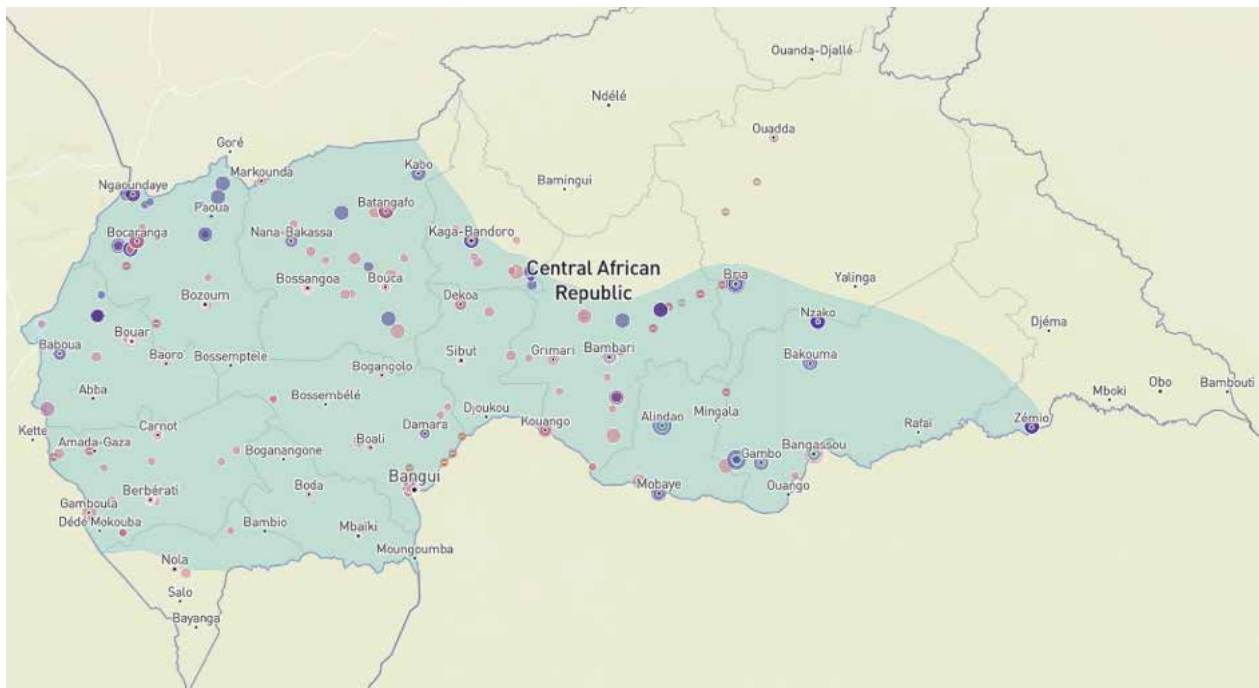 Ouanda-Djallé
Ndélé
Ouadda
Goré
Markounda
Kabo
Bamingui
Ngaoundaye
Paoua
Batangafo
Bocaranga
Nana-Bakassa
Kaga-Bandoro
Central African
Republic
Bria
Yalinga
Bossangoa
Bouca
Bozoum
Dekoa
Nzako
Djéma
Bouar
Baboua
Baoro
Bossemptele
Sibut
Grimari
Bambari
Bakouma
Bogangolo
Abba
Bossembélé
Djoukou
Mboki
Obo
Bambouti
Kette
Carnot
Damara
Kouango
Alindao
Mingala
Rafaï
Zémio
Amada-Gaza
Boganangone
Boali
Bangui
Gambo
Bangassou
Berbérati
Boda
Mobaye
Ouango
Gamboula
Dédé Mokouba
Bambio
Mbaïki
Nola
Moungoumba
Salo
Bayanga